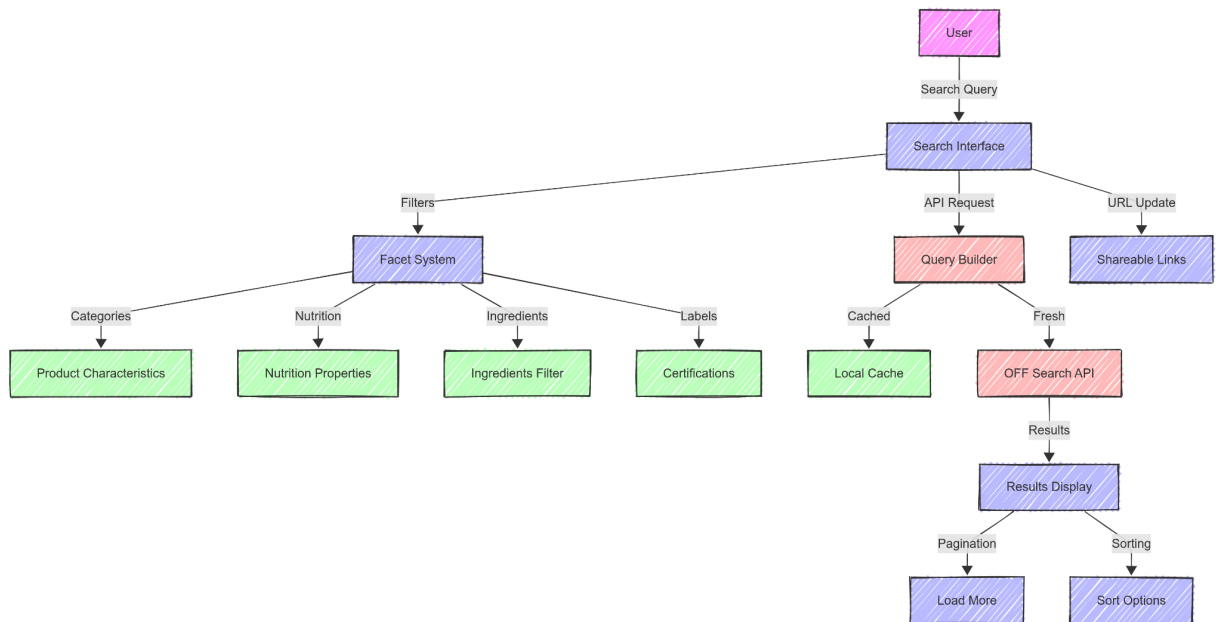 User
Search Query
Search Interface
Filters
API Request
URL Update
Facet System
Query Builder
Shareable Links
Categories
Nutrition
Ingredients
Labels
Cached
Fresh
Product Characteristics
Nutrition Properties
Ingredients Filter
Certifications
Local Cache
OFF Search API
Results
Results Display
Pagination
Sorting
Load More
Sort Options